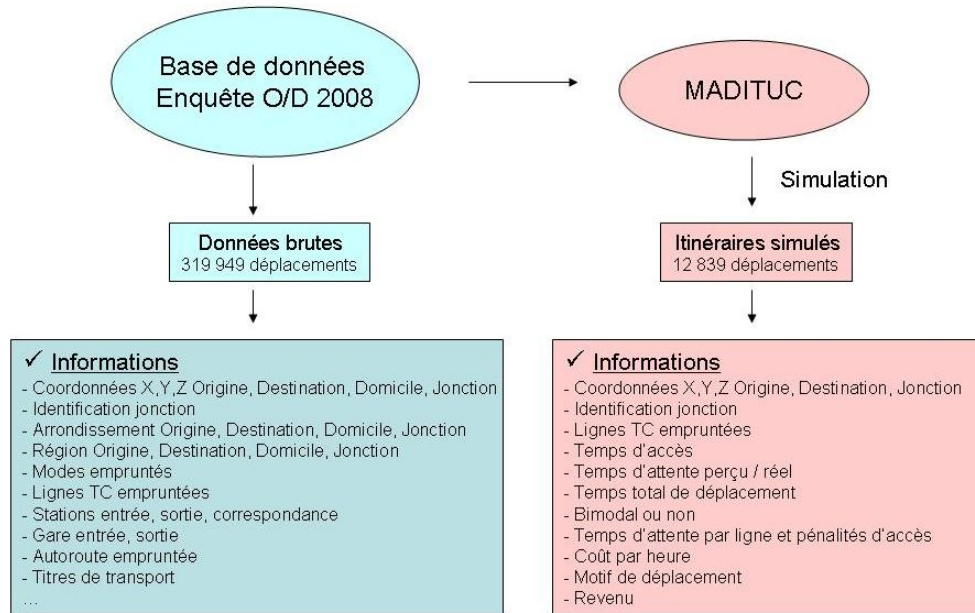 Base de données
Enquête O/D 2008
MADITUC
Simulation
Données brutes
319 949 déplacements
Itinéraires simulés
12 839 déplacements
✓ Informations
- Coordonnées X,Y,Z Origine, Destination, Domicile, Jonction
- Identification jonction
- Arrondissement Origine, Destination, Domicile, Jonction
- Région Origine, Destination, Domicile, Jonction
- Modes empruntés
- Lignes TC empruntées
- Stations entrée, sortie, correspondance
- Gare entrée, sortie
- Autoroute empruntée
- Titres de transport
...
✓ Informations
- Coordonnées X,Y,Z Origine, Destination, Jonction
- Identification jonction
- Lignes TC empruntées
- Temps d'accès
- Temps d'attente perçu / réel
- Temps total de déplacement
- Bimodal ou non
- Temps d'attente par ligne et pénalités d'accès
- Coût par heure
- Motif de déplacement
- Revenu